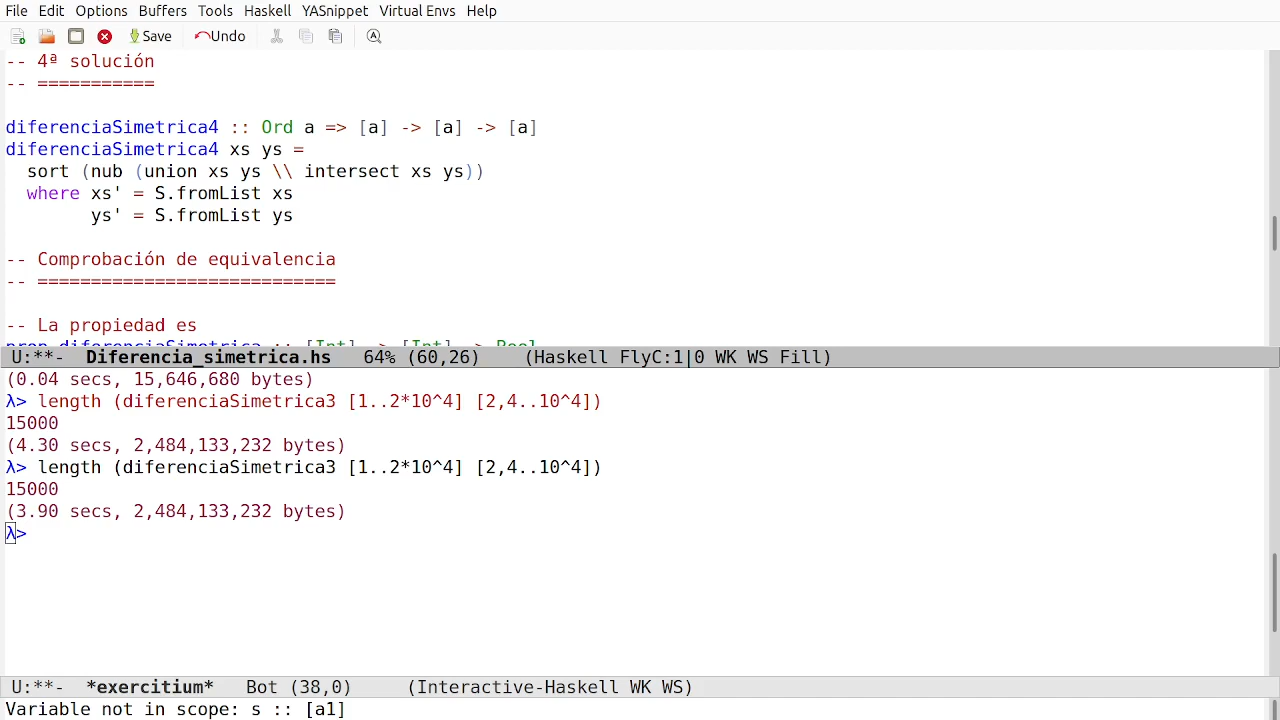 File Edit Options Buffers Tools Haskell YASnippet Virtual Envs Help
Save Undo
-- 4ª solución
-- ===========
diferenciaSimetrica4 :: Ord a => [a] -> [a] -> [a]
diferenciaSimetrica4 xs ys =
  sort (nub (union xs ys \\ intersect xs ys))
  where xs' = S.fromList xs
        ys' = S.fromList ys
-- Comprobación de equivalencia
-- ============================
-- La propiedad es
prop_diferenciaSimetrica :: [Int] -> [Int] -> Bool
U:**-  Diferencia_simetrica.hs   64% (60,26)    (Haskell FlyC:1|0 WK WS Fill)
(0.04 secs, 15,646,680 bytes)
λ> length (diferenciaSimetrica3 [1..2*10^4] [2,4..10^4])
15000
(4.30 secs, 2,484,133,232 bytes)
λ> length (diferenciaSimetrica3 [1..2*10^4] [2,4..10^4])
15000
(3.90 secs, 2,484,133,232 bytes)
λ>
U:**-  *exercitium*   Bot (38,0)     (Interactive-Haskell WK WS)
Variable not in scope: s :: [a1]